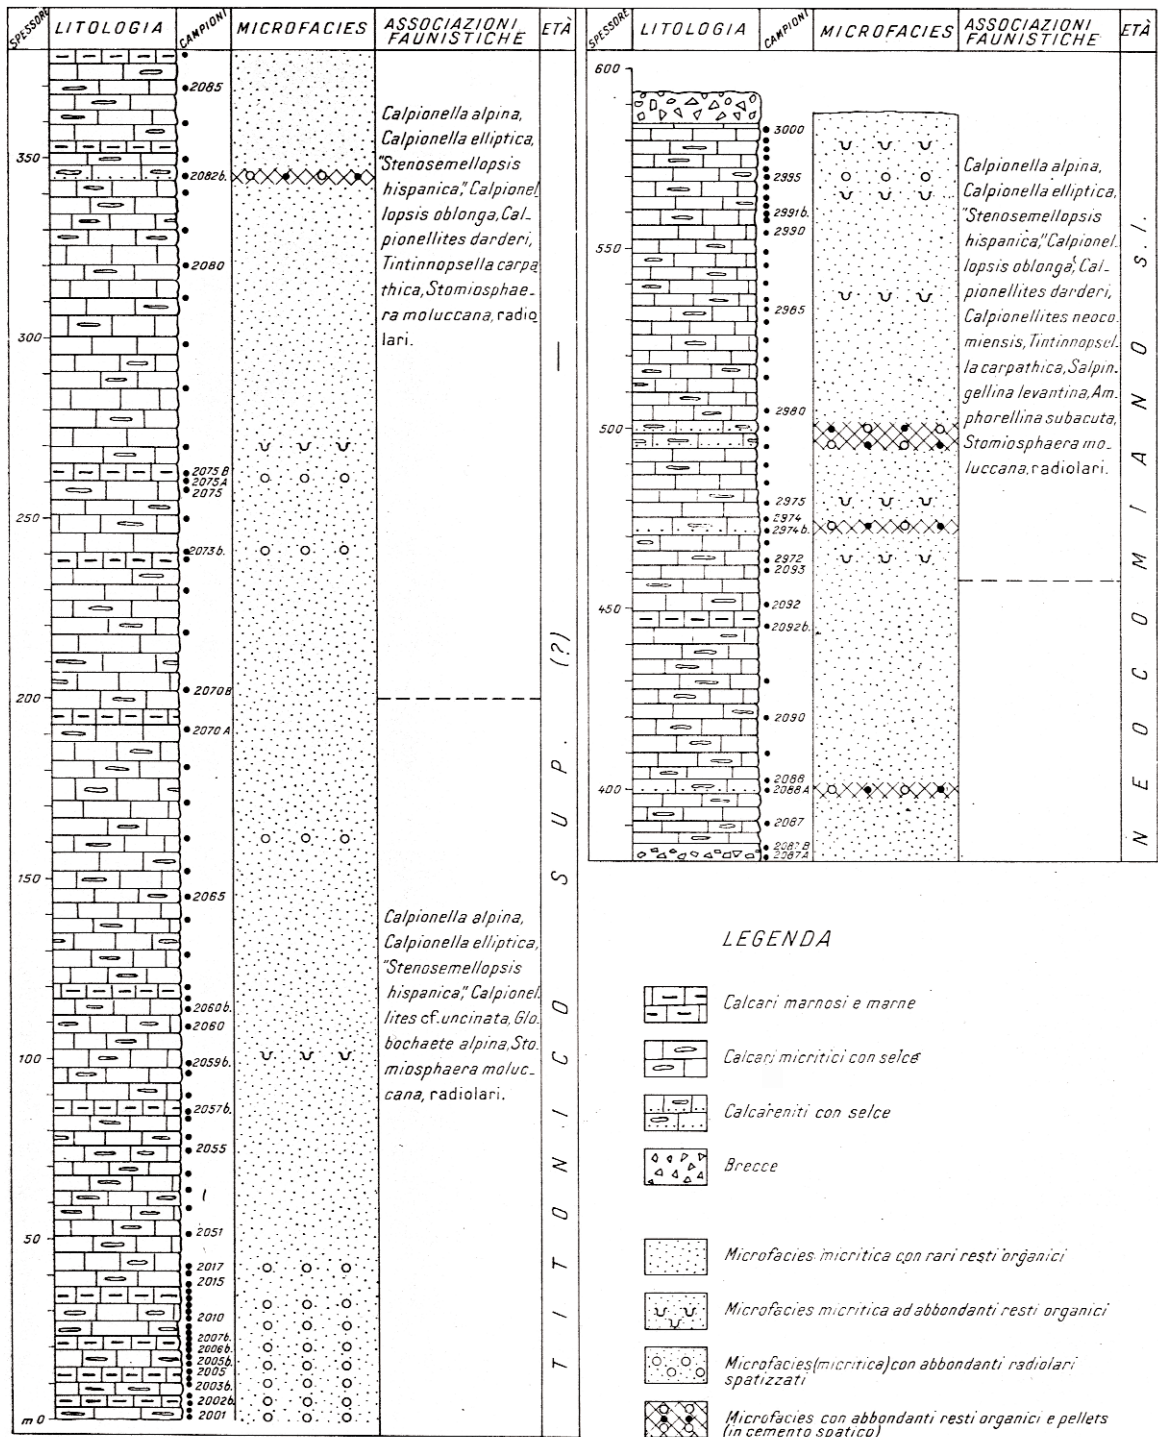 SPESSORE LITOLOGIA CAMPIONI MICROFACIES ASSOCIAZIONI FAUNISTICHE ETÀ
2085
350
2082b.
2080
300
2075B
2075A
2075
250
2073b.
2070B
200
2070A
150
2065
2060b.
2060
100
2059b.
2057b.
2055
2051
50
2017
2015
2010
2007b.
2006b.
2005b.
2005
2003b.
2002b.
2001
m 0
Calpionella alpina,
Calpionella elliptica,
"Stenosemellopsis
hispanica," Calpionel
lopsis oblonga, Cal-
pionellites darderi,
Tintinnopsella carpa
thica, Stomiosphae-
ra moluccana, radio
lari.
Calpionella alpina,
Calpionella elliptica,
"Stenosemellopsis
hispanica," Calpionel.
lites cf. uncinata, Glo.
bochaete alpina, Sto.
miosphaera moluc-
cana, radiolari.
TITONICO SUP. (?) —
SPESSORE LITOLOGIA CAMPIONI MICROFACIES ASSOCIAZIONI FAUNISTICHE ETÀ
600
3000
2995
2991b.
550
2990
2985
2980
500
2975
2974
2974b.
2972
2093
450
2092
2092b.
2090
2088
400
2088A
2087
2087B
2087A
Calpionella alpina,
Calpionella elliptica,
"Stenosemellopsis
hispanica," Calpionel.
lopsis oblonga, Cal-
pionellites darderi,
Calpionellites neoco-
miensis, Tintinnopsel.
la carpathica, Salpin-
gellina levantina, Am-
phorellina subacuta,
Stomiosphaera mo-
luccana, radiolari.
NEOCOMIANO S.l.
LEGENDA
Calcari marnosi e marne
Calcari micritici con selce
Calcareniti con selce
Brecce
Microfacies micritica con rari resti organici
Microfacies micritica ad abbondanti resti organici
Microfacies (micritica) con abbondanti radiolari
spatizzati
Microfacies con abbondanti resti organici e pellets
(in cemento spatico)